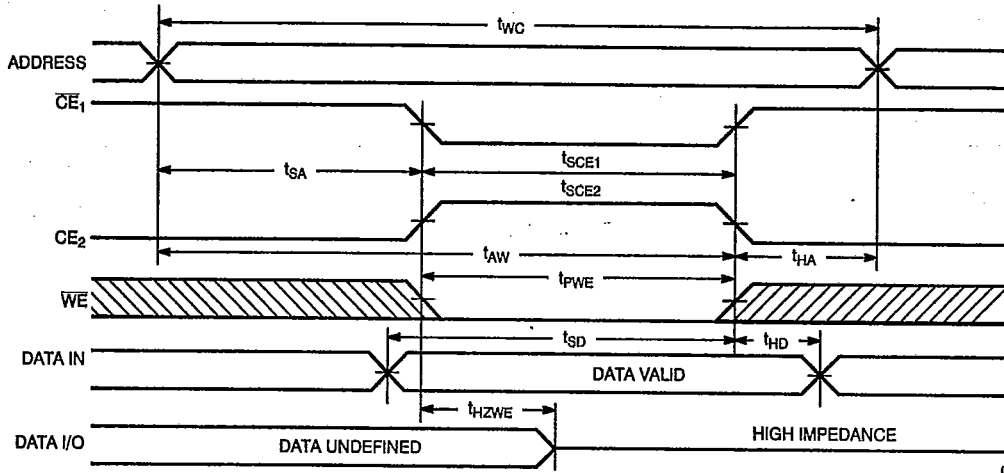 tWC
ADDRESS
CE1
tSCE1
tSA
tSCE2
CE2
tAW
tHA
tPWE
WE
tSD
tHD
DATA IN
DATA VALID
tHZWE
DATA I/O
DATA UNDEFINED
HIGH IMPEDANCE